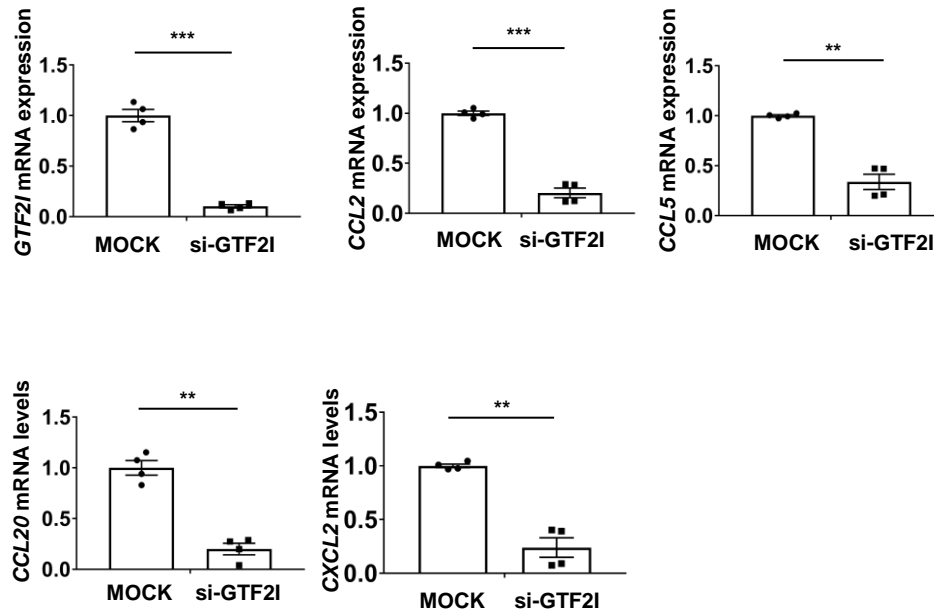 GTF2I mRNA expression
1.5
1.0
0.5
0.0
***
MOCK si-GTF2I
CCL2 mRNA expression
1.5
1.0
0.5
0.0
***
MOCK si-GTF2I
CCL5 mRNA expression
1.5
1.0
0.5
0.0
**
MOCK si-GTF2I
CCL20 mRNA levels
1.5
1.0
0.5
0.0
**
MOCK si-GTF2I
CXCL2 mRNA levels
1.5
1.0
0.5
0.0
**
MOCK si-GTF2I